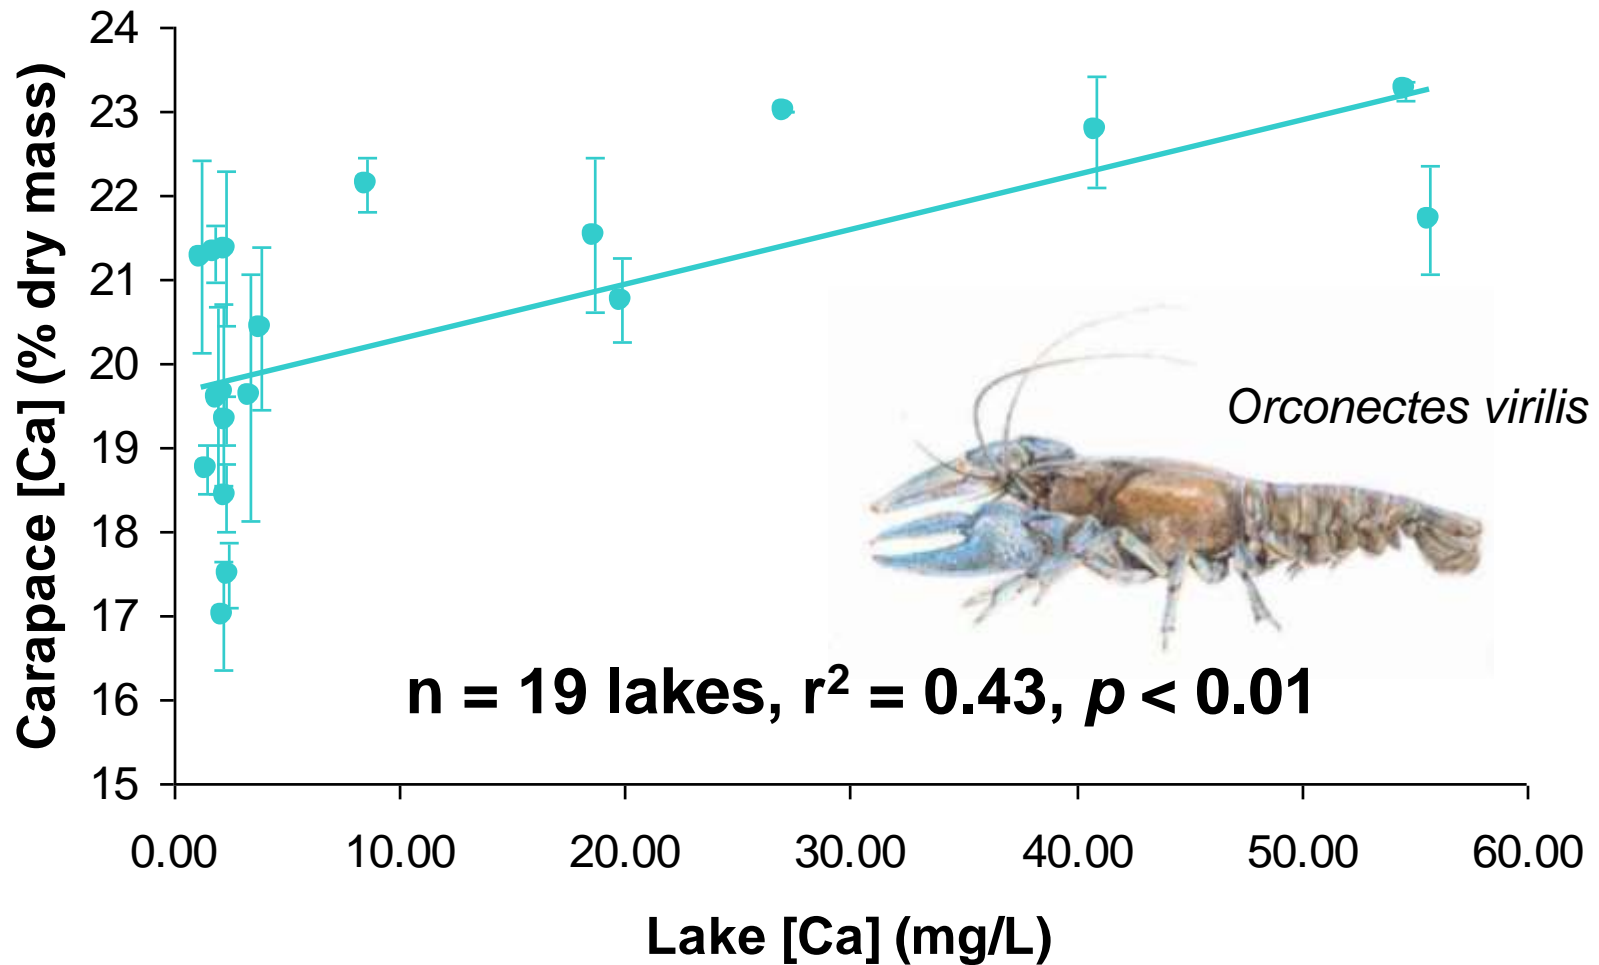 Carapace [Ca] (% dry mass)
24
23
22
21
20
19
18
17
16
15
Orconectes virilis
n = 19 lakes, r² = 0.43, p < 0.01
0.00 10.00 20.00 30.00 40.00 50.00 60.00
Lake [Ca] (mg/L)